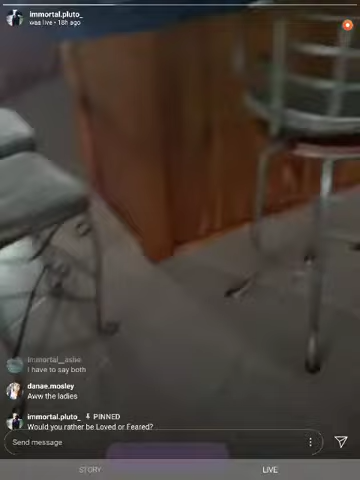 immortal.pluto_
was live • 18h ago
immortal__ashe
I have to say both
danae.mosley
Aww the ladies
immortal.pluto_ PINNED
Would you rather be Loved or Feared?
Send message
STORY
LIVE